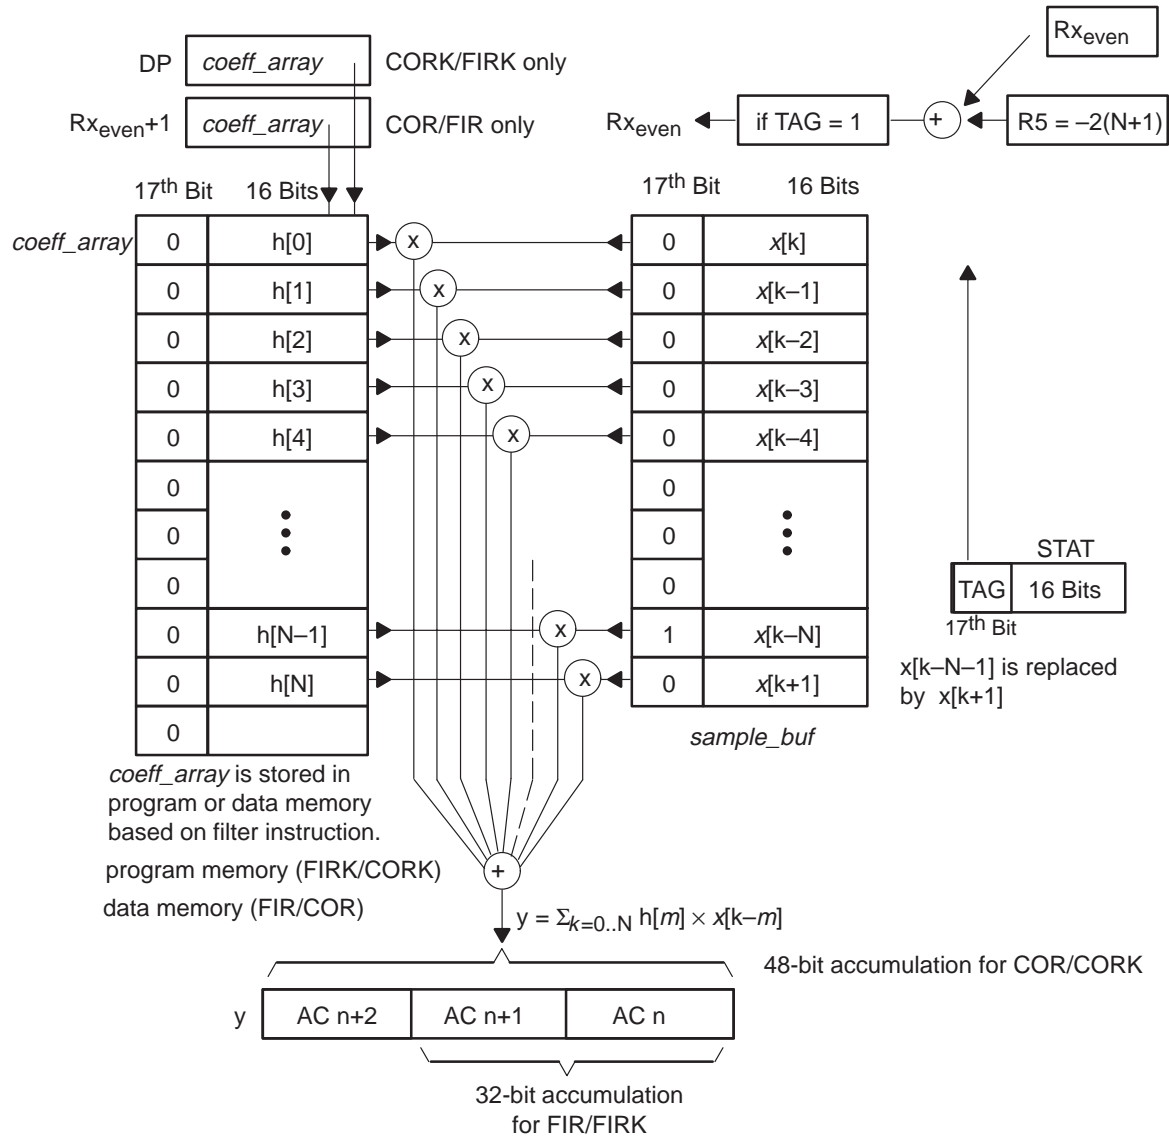 Rxeven
DP coeff_array CORK/FIRK only
Rxeven+1 coeff_array COR/FIR only
Rxeven if TAG = 1 + R5 = –2(N+1)
17th Bit 16 Bits 17th Bit 16 Bits
coeff_array 0 h[0] x 0 x[k]
0 h[1] x 0 x[k–1]
0 h[2] x 0 x[k–2]
0 h[3] x 0 x[k–3]
0 h[4] x 0 x[k–4]
0 0
0 0
0 0
STAT
TAG 16 Bits
17th Bit
0 h[N–1] x 1 x[k–N]
0 h[N] x 0 x[k+1]
0
x[k–N–1] is replaced
by x[k+1]
sample_buf
coeff_array is stored in
program or data memory
based on filter instruction.
program memory (FIRK/CORK)
data memory (FIR/COR)
+
y = Σk=0..N h[m] × x[k–m]
48-bit accumulation for COR/CORK
y AC n+2 AC n+1 AC n
32-bit accumulation
for FIR/FIRK